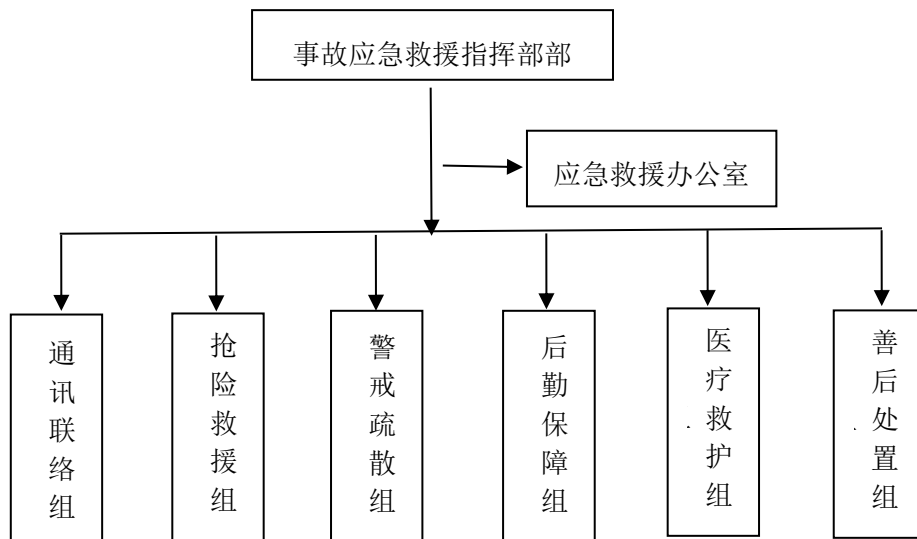 事故应急救援指挥部部
应急救援办公室
通讯联络组
抢险救援组
警戒疏散组
后勤保障组
医疗救护组
善后处置组